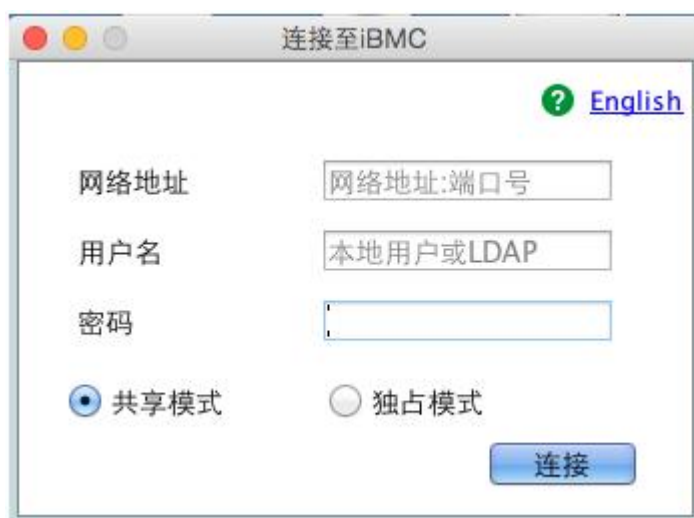 连接至iBMC
? English
网络地址 网络地址:端口号
用户名 本地用户或LDAP
密码
共享模式 独占模式
连接